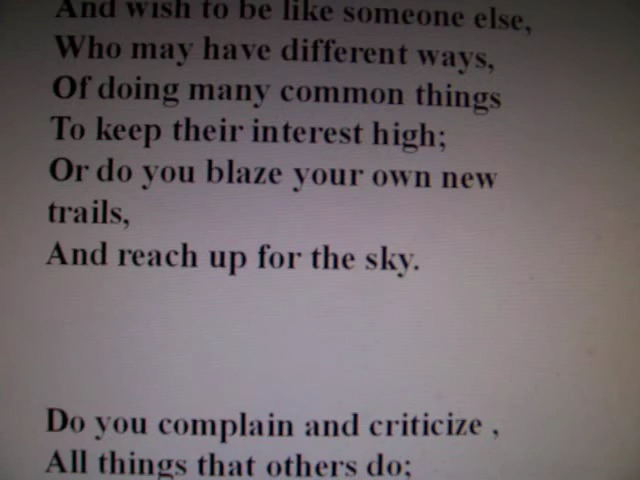 And wish to be like someone else,
Who may have different ways,
Of doing many common things
To keep their interest high;
Or do you blaze your own new
trails,
And reach up for the sky.
Do you complain and criticize ,
All things that others do;